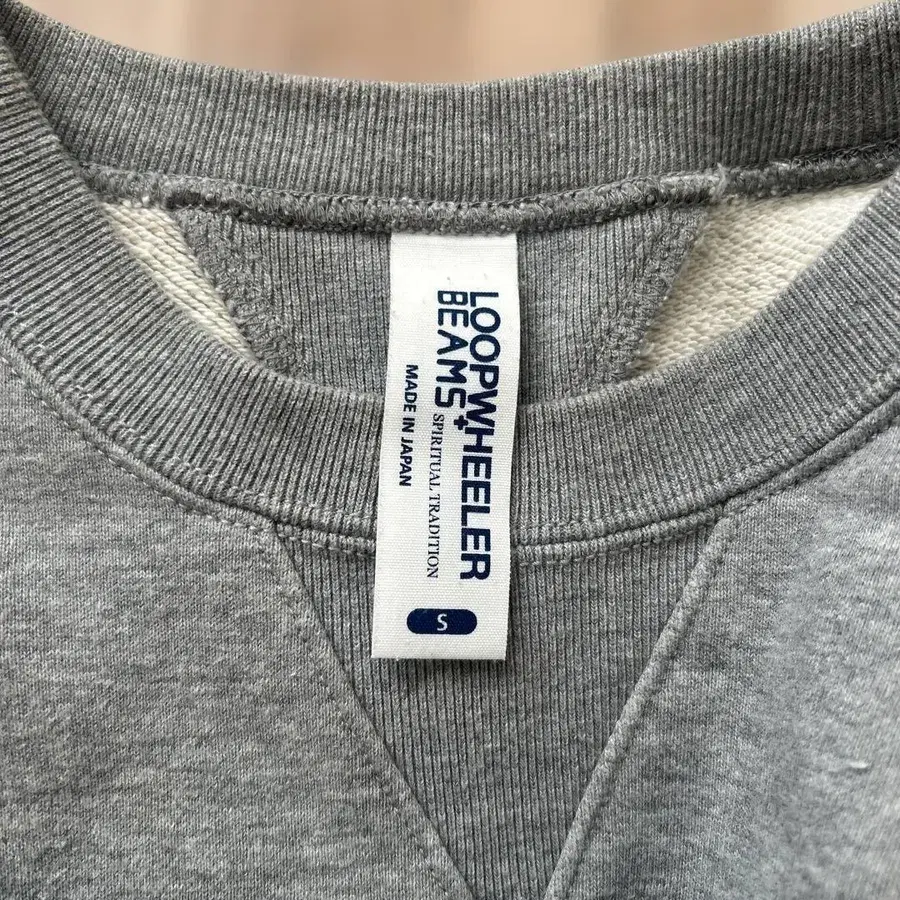 LOOPWHEELER
BEAMS+
SPIRITUAL TRADITION
MADE IN JAPAN
S